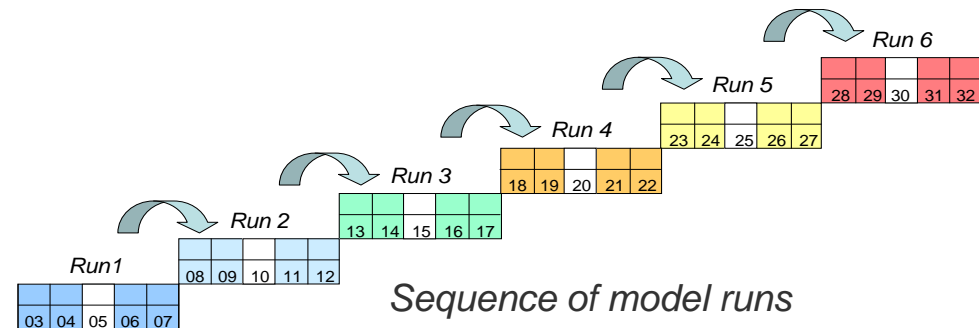 Run 6
28 29 30 31 32
Run 5
23 24 25 26 27
Run 4
18 19 20 21 22
Run 3
13 14 15 16 17
Run 2
08 09 10 11 12
Run1
03 04 05 06 07
Sequence of model runs